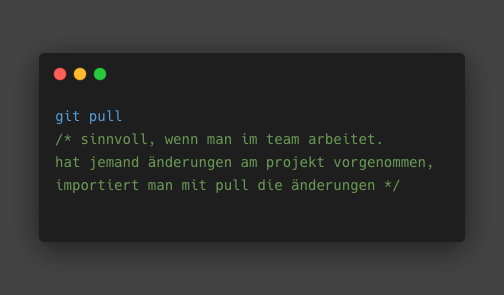 git pull
/* sinnvoll, wenn man im team arbeitet.
hat jemand änderungen am projekt vorgenommen,
importiert man mit pull die änderungen */